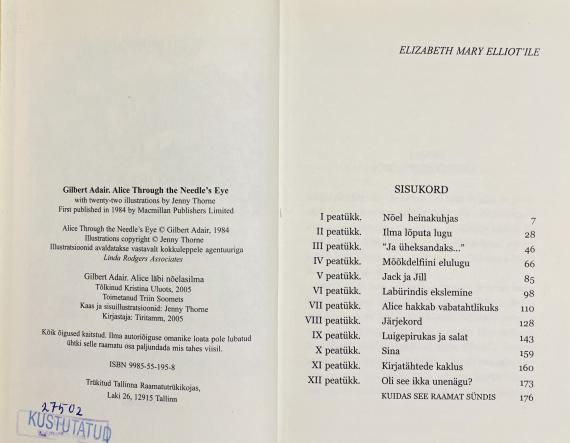 Gilbert Adair. Alice Through the Needle's Eye
with twenty-two illustrations by Jenny Thorne
First published in 1984 by Macmillan Publishers Limited
Alice Through the Needle's Eye © Gilbert Adair, 1984
Illustrations copyright © Jenny Thorne
Illustratsioonid avaldatakse vastavalt kokkuleppele agentuuriga
Linda Rodgers Associates
Gilbert Adair. Alice läbi nõelasilma
Tõlkinud Kristina Uluots, 2005
Toimetanud Triin Soomets
Kaas ja sisuillustratsioonid: Jenny Thorne
Kirjastaja: Tiritamm, 2005
Kõik õigused kaitstud. Ilma autoriõiguse omanike loata pole lubatud
ühtki selle raamatu osa paljundada mis tahes viisil.
ISBN 9985-55-195-8
Trükitud Tallinna Raamatutrükikojas,
Laki 26, 12915 Tallinn
27502
KUSTUTATUD
ELIZABETH MARY ELLIOT'ILE
SISUKORD
I peatükk. Nõel heinakuhjas 7
II peatükk. Ilma lõputa lugu 28
III peatükk. "Ja üheksandaks..." 46
IV peatükk. Mõõkdelfiini elulugu 66
V peatükk. Jack ja Jill 85
VI peatükk. Labürindis ekslemine 98
VII peatükk. Alice hakkab vabatahtlikuks 110
VIII peatükk. Järjekord 128
IX peatükk. Luigepirukas ja salat 143
X peatükk. Sina 159
XI peatükk. Kirjatähtede kaklus 160
XII peatükk. Oli see ikka unenägu? 173
KUIDAS SEE RAAMAT SÜNDIS 176